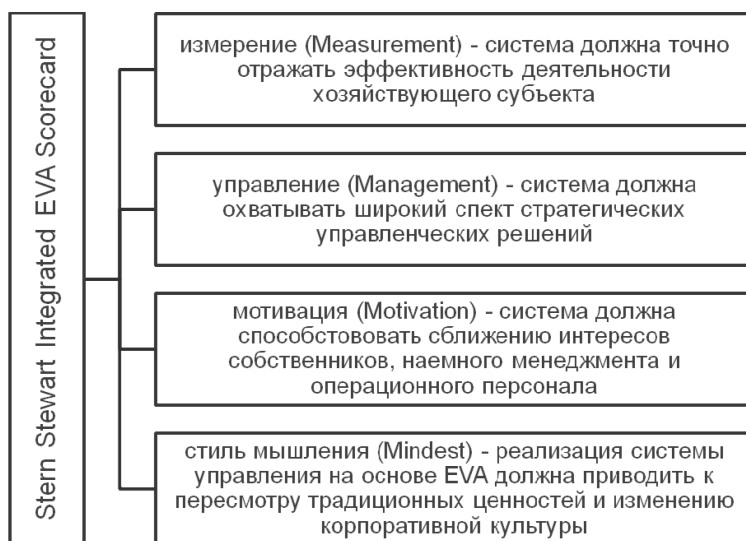 Stern Stewart Integrated EVA Scorecard
измерение (Measurement) - система должна точно
отражать эффективность деятельности
хозяйствующего субъекта
управление (Management) - система должна
охватывать широкий спект стратегических
управленческих решений
мотивация (Motivation) - система должна
способстововать сближению интересов
собственников, наемного менеджмента и
операционного персонала
стиль мышления (Mindest) - реализация системы
управления на основе EVA должна приводить к
пересмотру традиционных ценностей и изменению
корпоративной культуры